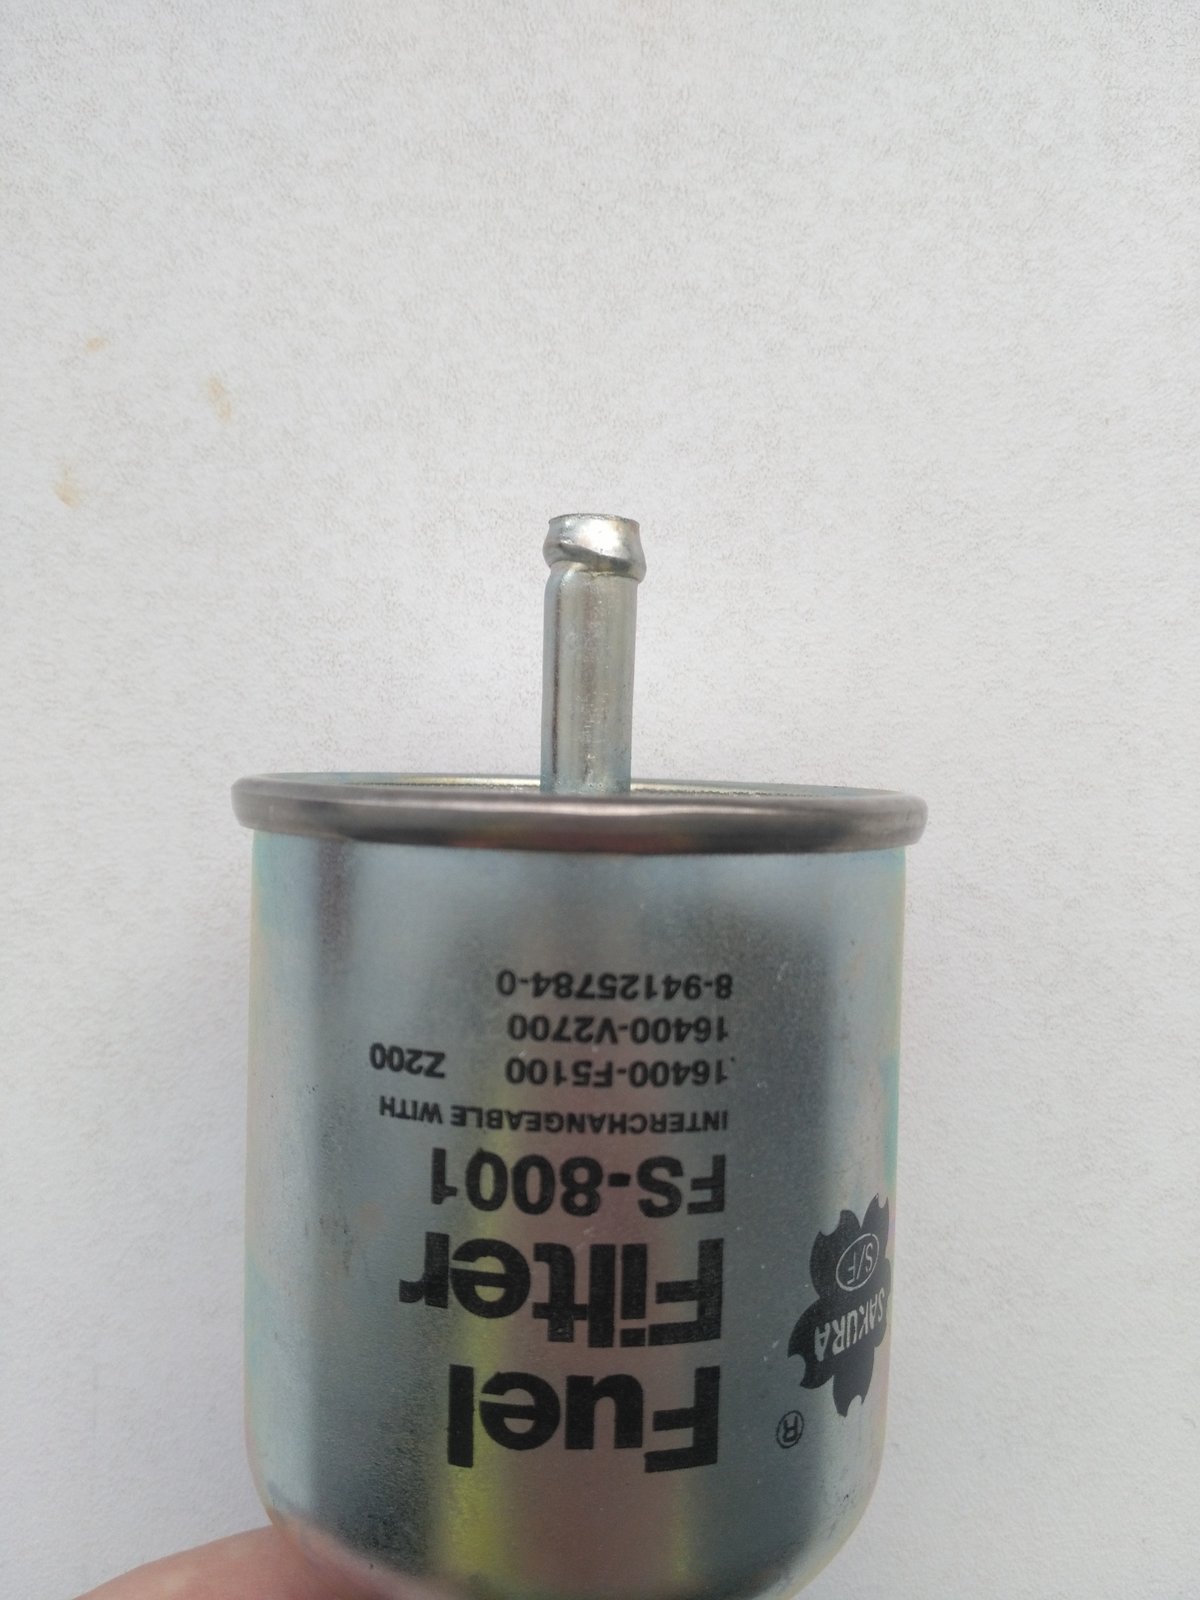 ®
SAKURA
S/F
Fuel
Filter
FS-8001
INTERCHANGEABLE WITH
16400-F5100 Z200
16400-V2700
8-94125784-0